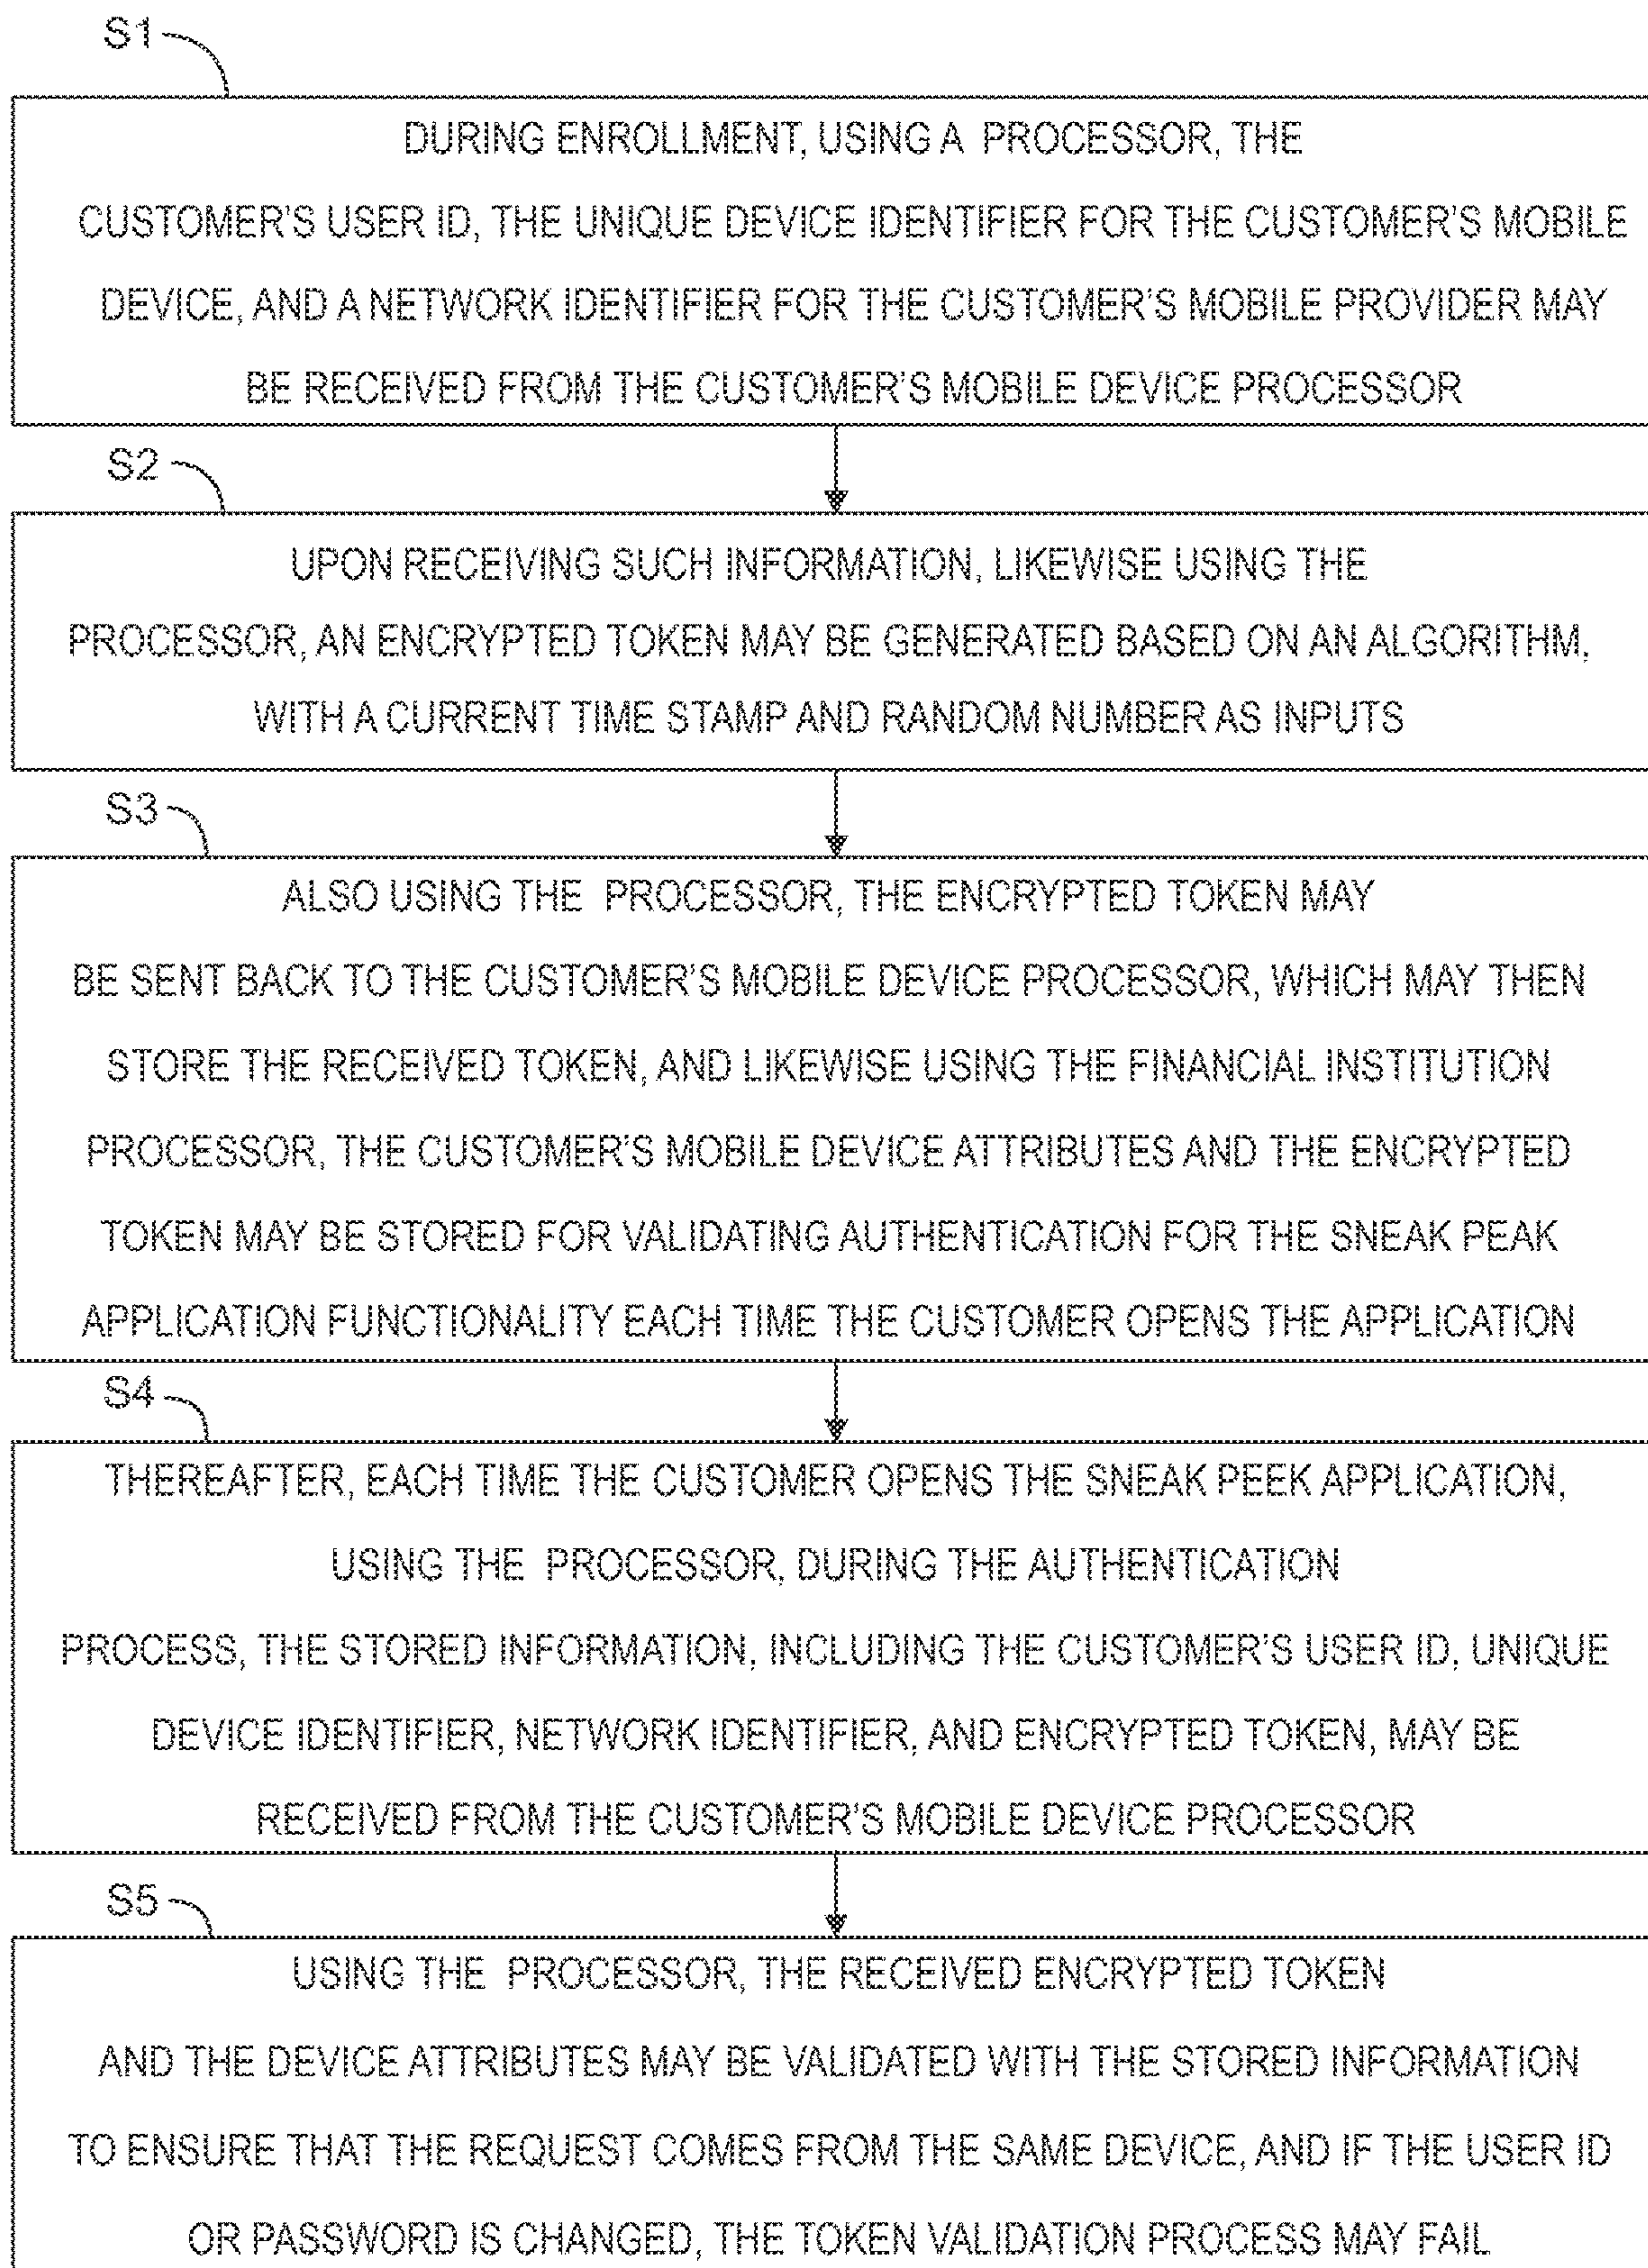 S1
DURING ENROLLMENT, USING A PROCESSOR, THE
CUSTOMER'S USER ID, THE UNIQUE DEVICE IDENTIFIER FOR THE CUSTOMER'S MOBILE
DEVICE, AND A NETWORK IDENTIFIER FOR THE CUSTOMER'S MOBILE PROVIDER MAY
BE RECEIVED FROM THE CUSTOMER'S MOBILE DEVICE PROCESSOR
S2
UPON RECEIVING SUCH INFORMATION, LIKEWISE USING THE
PROCESSOR, AN ENCRYPTED TOKEN MAY BE GENERATED BASED ON AN ALGORITHM,
WITH A CURRENT TIME STAMP AND RANDOM NUMBER AS INPUTS
S3
ALSO USING THE PROCESSOR, THE ENCRYPTED TOKEN MAY
BE SENT BACK TO THE CUSTOMER'S MOBILE DEVICE PROCESSOR, WHICH MAY THEN
STORE THE RECEIVED TOKEN, AND LIKEWISE USING THE FINANCIAL INSTITUTION
PROCESSOR, THE CUSTOMER'S MOBILE DEVICE ATTRIBUTES AND THE ENCRYPTED
TOKEN MAY BE STORED FOR VALIDATING AUTHENTICATION FOR THE SNEAK PEAK
APPLICATION FUNCTIONALITY EACH TIME THE CUSTOMER OPENS THE APPLICATION
S4
THEREAFTER, EACH TIME THE CUSTOMER OPENS THE SNEAK PEEK APPLICATION,
USING THE PROCESSOR, DURING THE AUTHENTICATION
PROCESS, THE STORED INFORMATION, INCLUDING THE CUSTOMER'S USER ID, UNIQUE
DEVICE IDENTIFIER, NETWORK IDENTIFIER, AND ENCRYPTED TOKEN, MAY BE
RECEIVED FROM THE CUSTOMER'S MOBILE DEVICE PROCESSOR
S5
USING THE PROCESSOR, THE RECEIVED ENCRYPTED TOKEN
AND THE DEVICE ATTRIBUTES MAY BE VALIDATED WITH THE STORED INFORMATION
TO ENSURE THAT THE REQUEST COMES FROM THE SAME DEVICE, AND IF THE USER ID
OR PASSWORD IS CHANGED, THE TOKEN VALIDATION PROCESS MAY FAIL